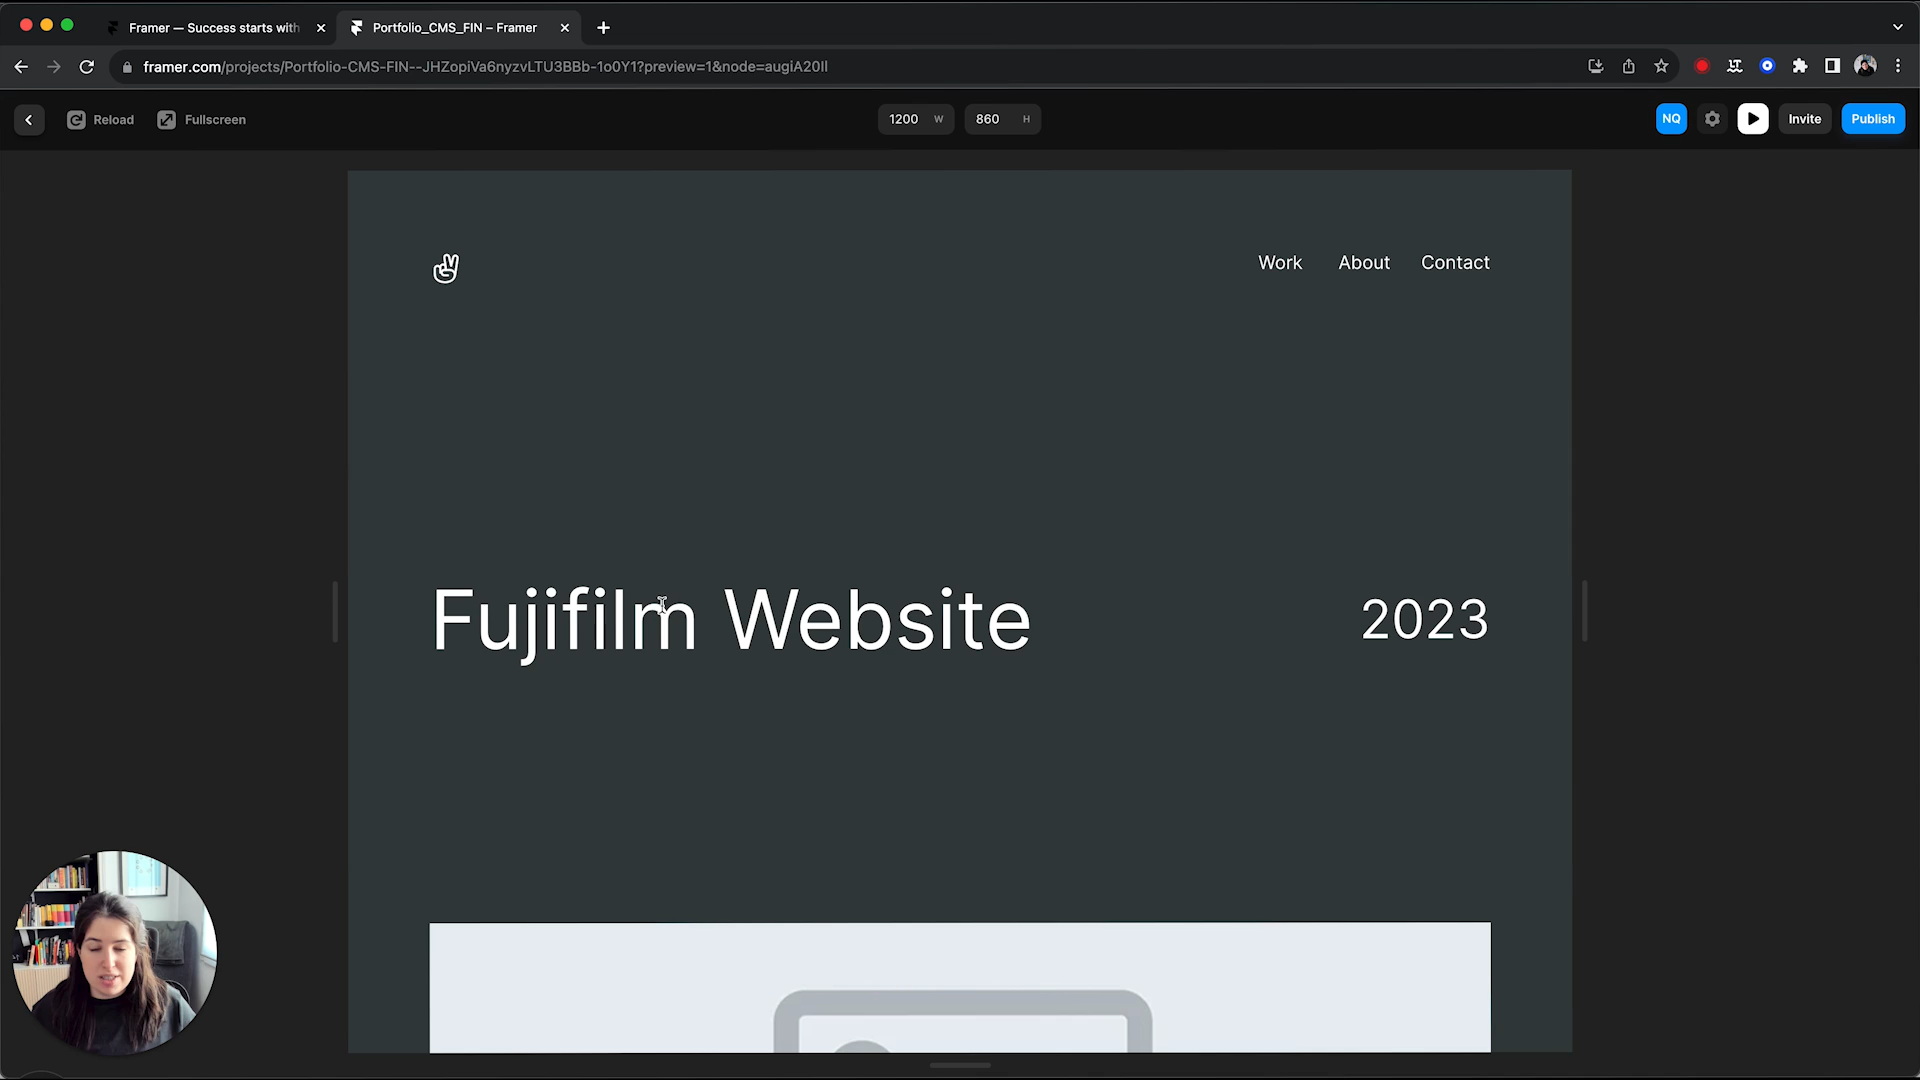 Framer — Success starts with
Portfolio_CMS_FIN – Framer
framer.com/projects/Portfolio-CMS-FIN--JHZopiVa6nyzvLTU3BBb-1o0Y1?preview=1&node=augiA20Il
Reload
Fullscreen
1200 W
860 H
NQ
Invite
Publish
Work
About
Contact
Fujifilm Website
2023